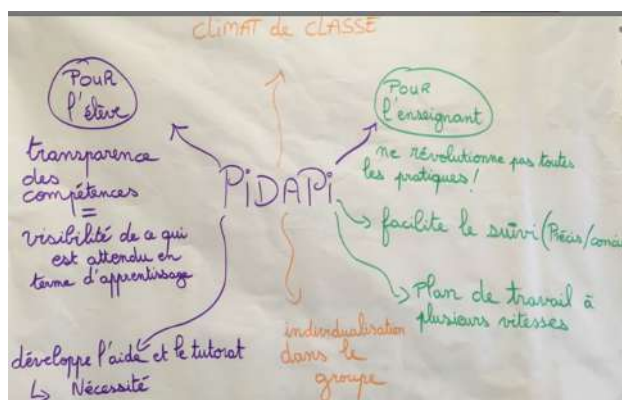 CLIMAT de CLASSE
POUR
l'élève
POUR
l'enseignant
transparence
des
compétences
=
visibilité de ce qui
est attendu en
terme d'apprentissage
PiDAPi
ne révolutionne pas toutes
les pratiques!
↳ facilite le suivi (Précis/
↳ Plan de travail à
plusieurs vitesses
individualisation
dans le
groupe
développe l'aide et le tutorat
↳ Nécessité